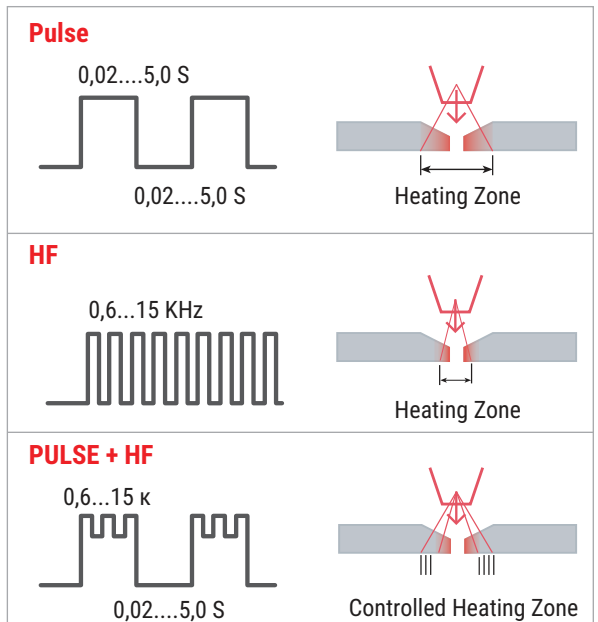 Pulse
0,02....5,0 S
0,02....5,0 S
Heating Zone
HF
0,6...15 KHz
Heating Zone
PULSE + HF
0,6...15 к
0,02....5,0 S
Controlled Heating Zone